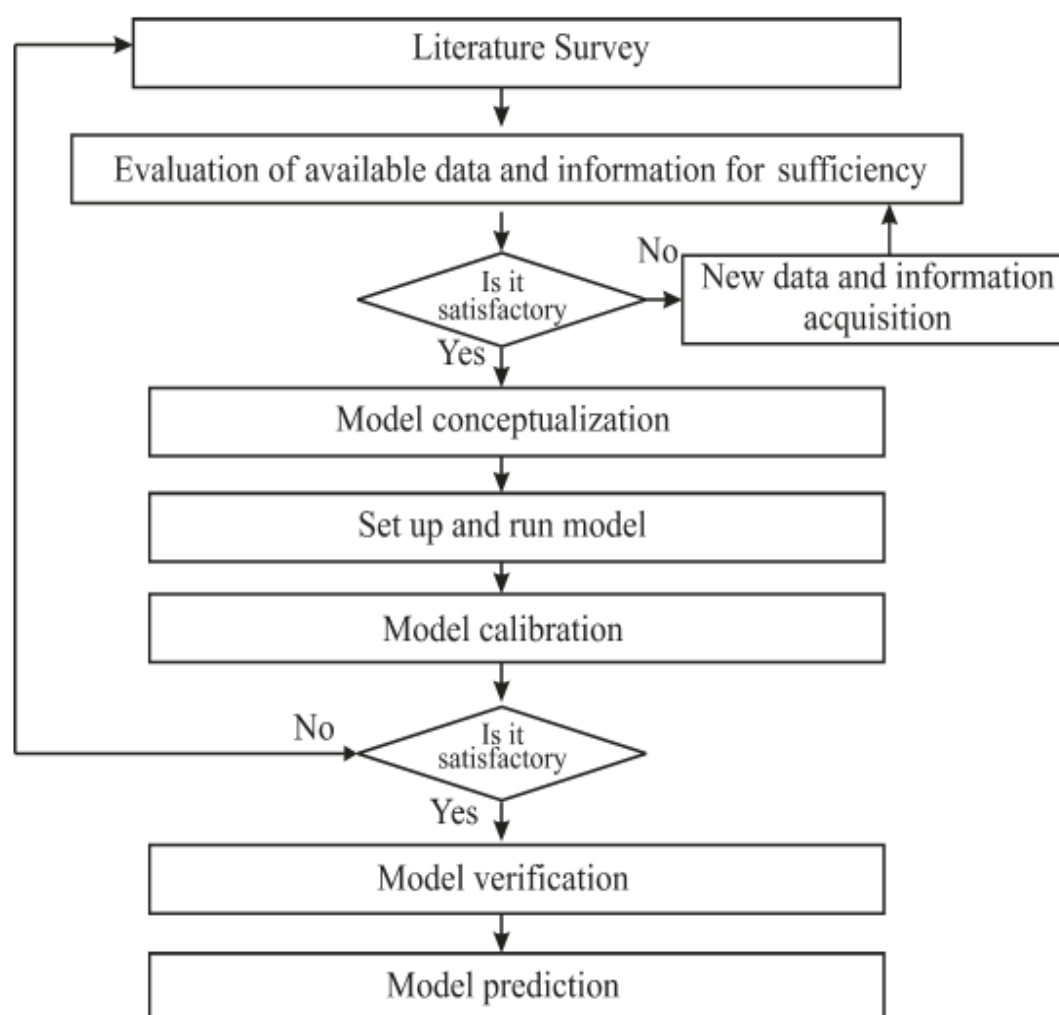 Literature Survey
Evaluation of available data and information for sufficiency
Is it
satisfactory
No
New data and information
acquisition
Yes
Model conceptualization
Set up and run model
Model calibration
No
Is it
satisfactory
Yes
Model verification
Model prediction